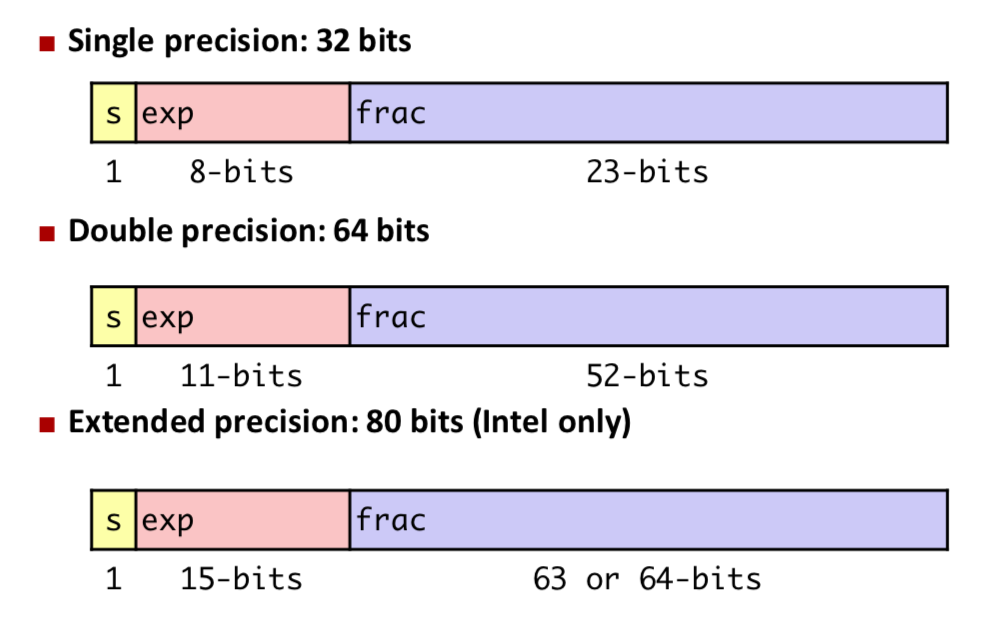 Single precision: 32 bits
s exp frac
1 8-bits 23-bits
Double precision: 64 bits
s exp frac
1 11-bits 52-bits
Extended precision: 80 bits (Intel only)
s exp frac
1 15-bits 63 or 64-bits